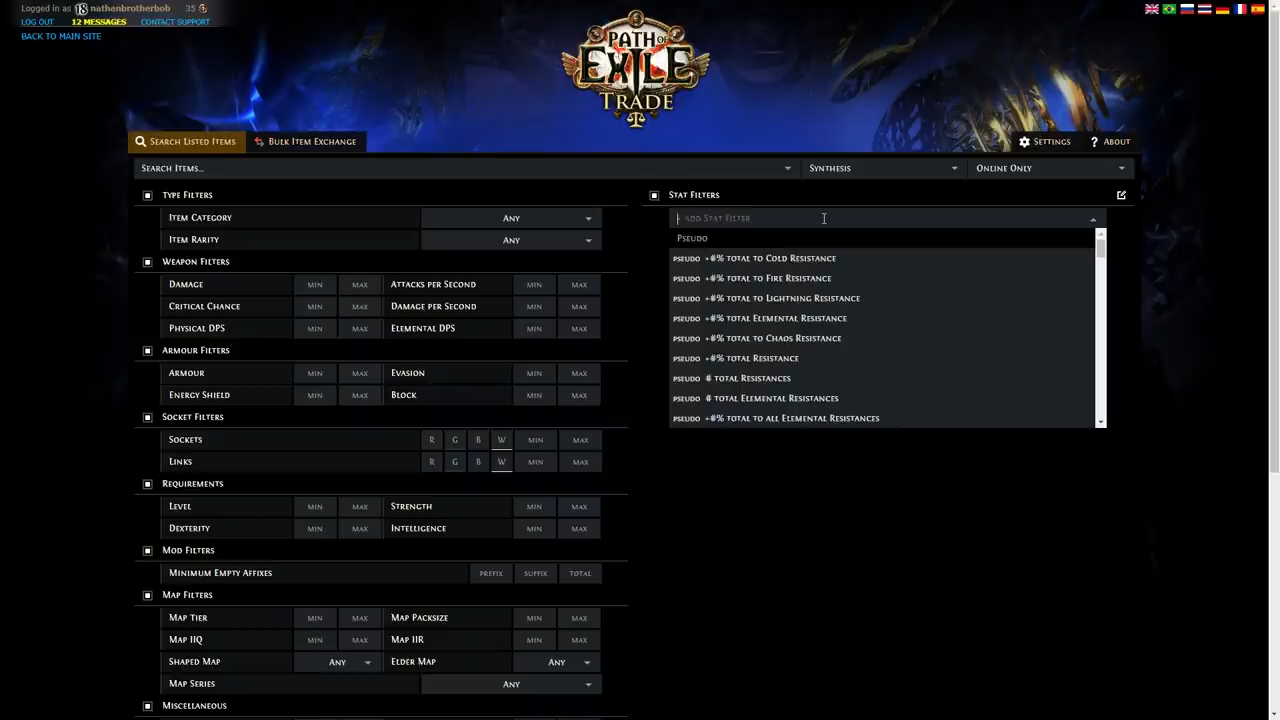 Logged in as nathanbrotherbob 35
LOG OUT 12 MESSAGES CONTACT SUPPORT
BACK TO MAIN SITE
PATH OF
EXILE
TRADE
Search Listed Items Bulk Item Exchange Settings ? About
Search Items... Synthesis Online Only
Type Filters
Item Category Any
Item Rarity Any
Weapon Filters
Damage MIN MAX Attacks per Second MIN MAX
Critical Chance MIN MAX Damage per Second MIN MAX
Physical DPS MIN MAX Elemental DPS MIN MAX
Armour Filters
Armour MIN MAX Evasion MIN MAX
Energy Shield MIN MAX Block MIN MAX
Socket Filters
Sockets R G B W MIN MAX
Links R G B W MIN MAX
Requirements
Level MIN MAX Strength MIN MAX
Dexterity MIN MAX Intelligence MIN MAX
Mod Filters
Minimum Empty Affixes PREFIX SUFFIX TOTAL
Map Filters
Map Tier MIN MAX Map Packsize MIN MAX
Map IIQ MIN MAX Map IIR MIN MAX
Shaped Map Any Elder Map Any
Map Series Any
Miscellaneous
Stat Filters
+ Add Stat Filter
Pseudo
pseudo +#% total to Cold Resistance
pseudo +#% total to Fire Resistance
pseudo +#% total to Lightning Resistance
pseudo +#% total Elemental Resistance
pseudo +#% total to Chaos Resistance
pseudo +#% total Resistance
pseudo # total Resistances
pseudo # total Elemental Resistances
pseudo +#% total to all Elemental Resistances